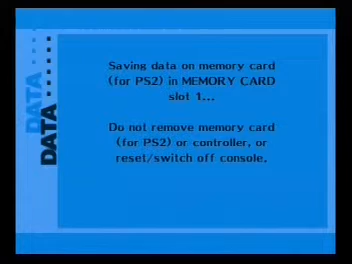 DATA
DATA
Saving data on memory card
(for PS2) in MEMORY CARD
slot 1...
Do not remove memory card
(for PS2) or controller, or
reset/switch off console.